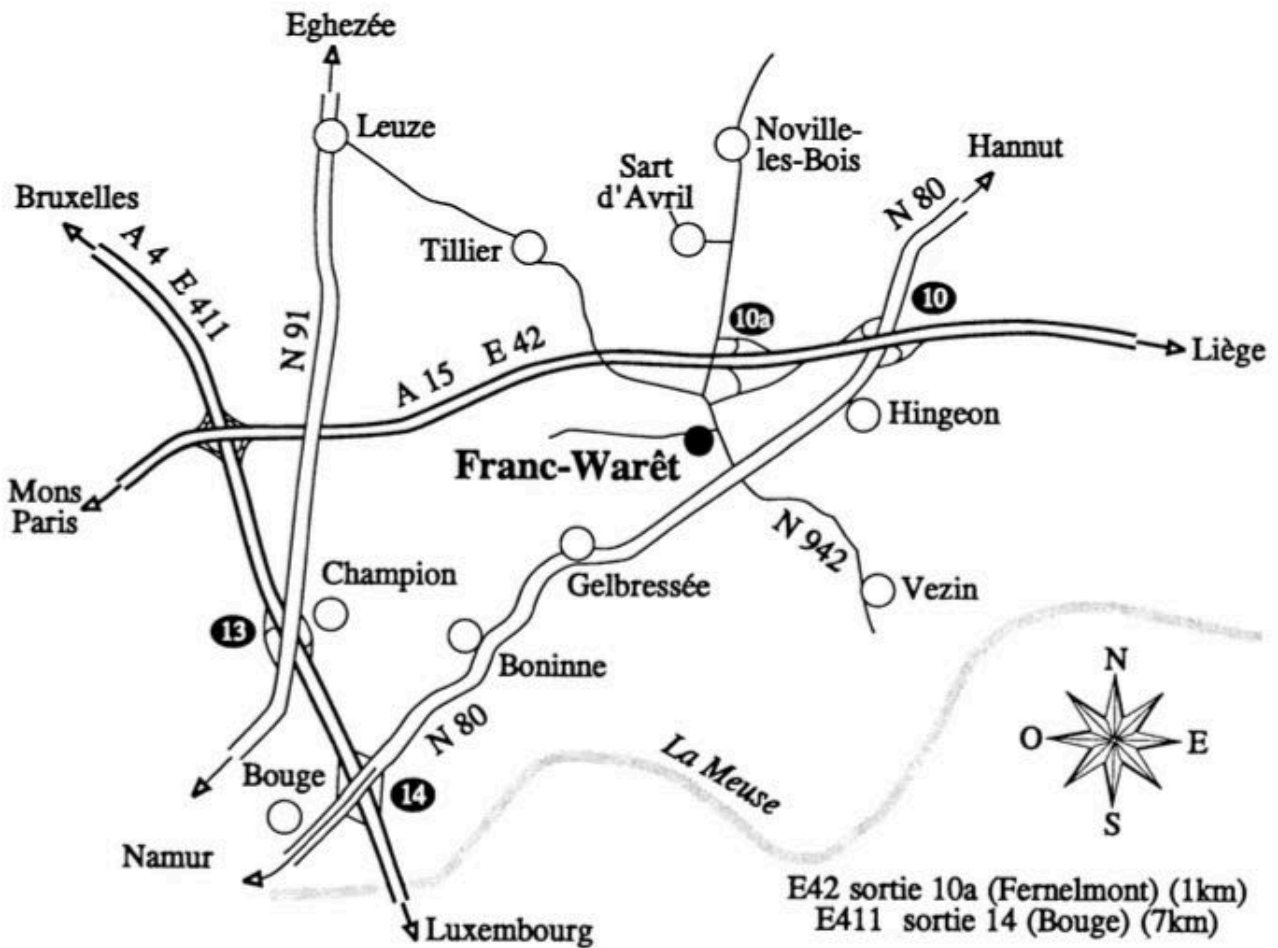 Eghezée
Leuze
Noville-
les-Bois
Hannut
Sart
d'Avril
N 80
Bruxelles
A 4 E 411
Tillier
N 91
10a
10
A 15 E 42
Liège
Hingeon
Franc-Warêt
Mons
Paris
N 942
Champion
Gelbressée
Vezin
13
Boninne
N
N 80
O
E
La Meuse
Bouge
14
S
Namur
E42 sortie 10a (Fernelmont) (1km)
E411 sortie 14 (Bouge) (7km)
Luxembourg